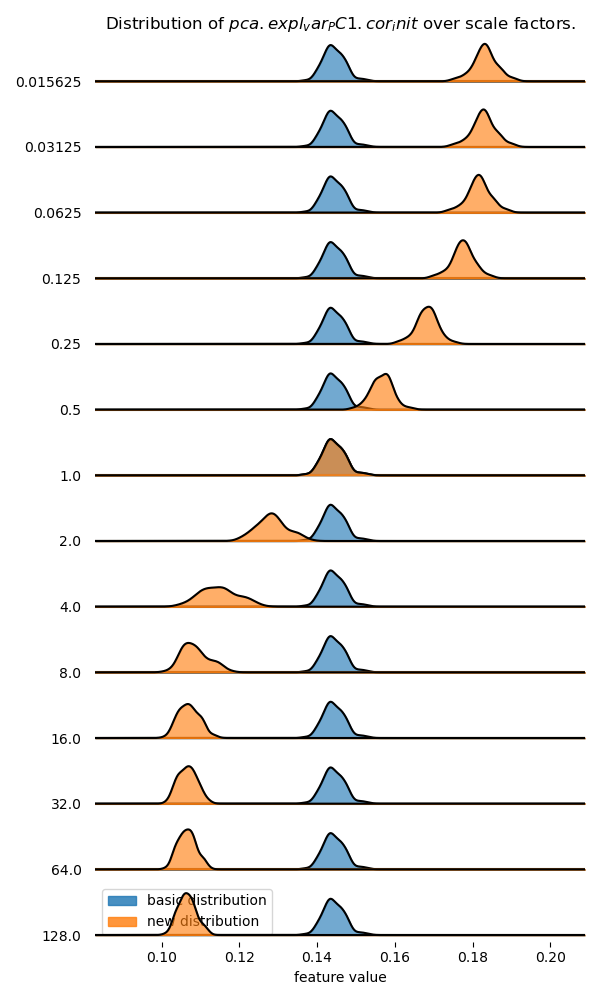 Distribution of pca.expl_var_PC1.cor_init over scale factors.
0.015625
0.03125
0.0625
0.125
0.25
0.5
1.0
2.0
4.0
8.0
16.0
32.0
64.0
128.0
basic distribution
new distribution
0.10 0.12 0.14 0.16 0.18 0.20
feature value